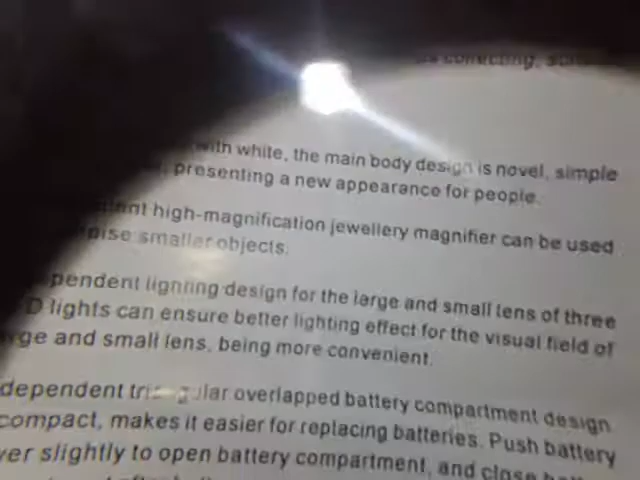 collecting,
with white, the main body design is novel, simple
presenting a new appearance for people.
high-magnification jewellery magnifier can be used
smaller objects.
lighting design for the large and small lens of three
lights can ensure better lighting effect for the visual field of
and small lens, being more convenient.
overlapped battery compartment design
compact, makes it easier for replacing batteries. Push battery
slightly to open battery compartment, and close